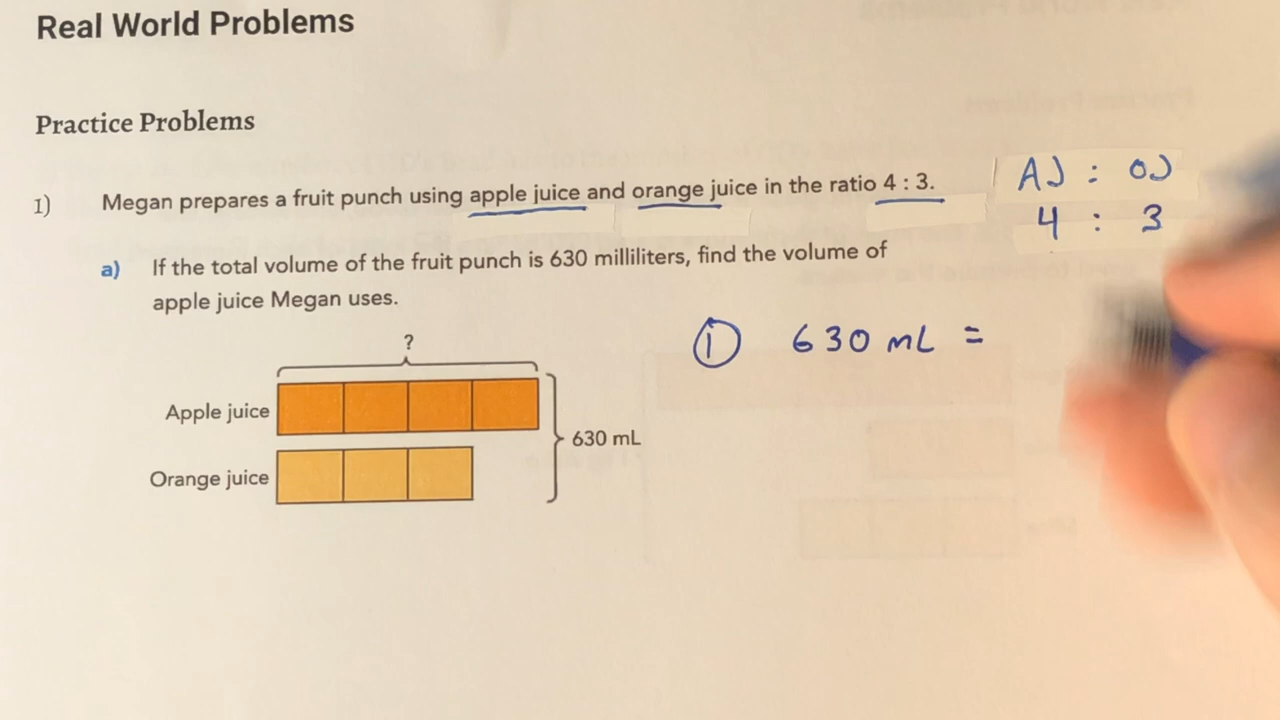 Real World Problems
Practice Problems
1) Megan prepares a fruit punch using apple juice and orange juice in the ratio 4 : 3.
AJ : OJ
4 : 3
a) If the total volume of the fruit punch is 630 milliliters, find the volume of
apple juice Megan uses.
① 630 mL =
?
Apple juice
630 mL
Orange juice